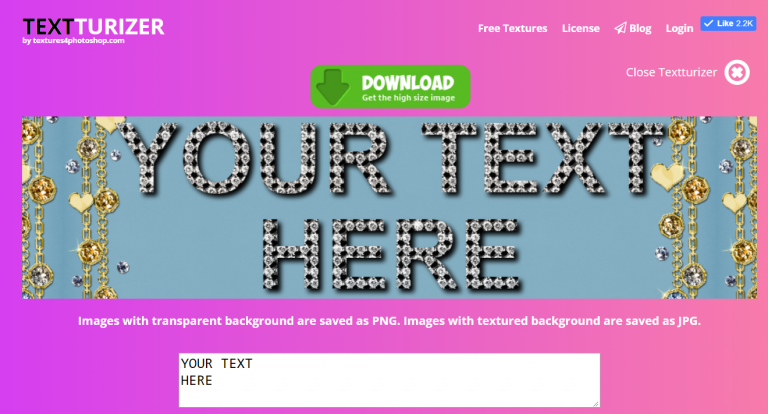 TEXTTURIZER
by textures4photoshop.com
Free Textures License Blog Login Like 2.2K
Close Textturizer
DOWNLOAD
Get the high size image
YOUR TEXT
HERE
Images with transparent background are saved as PNG. Images with textured background are saved as JPG.
YOUR TEXT
HERE